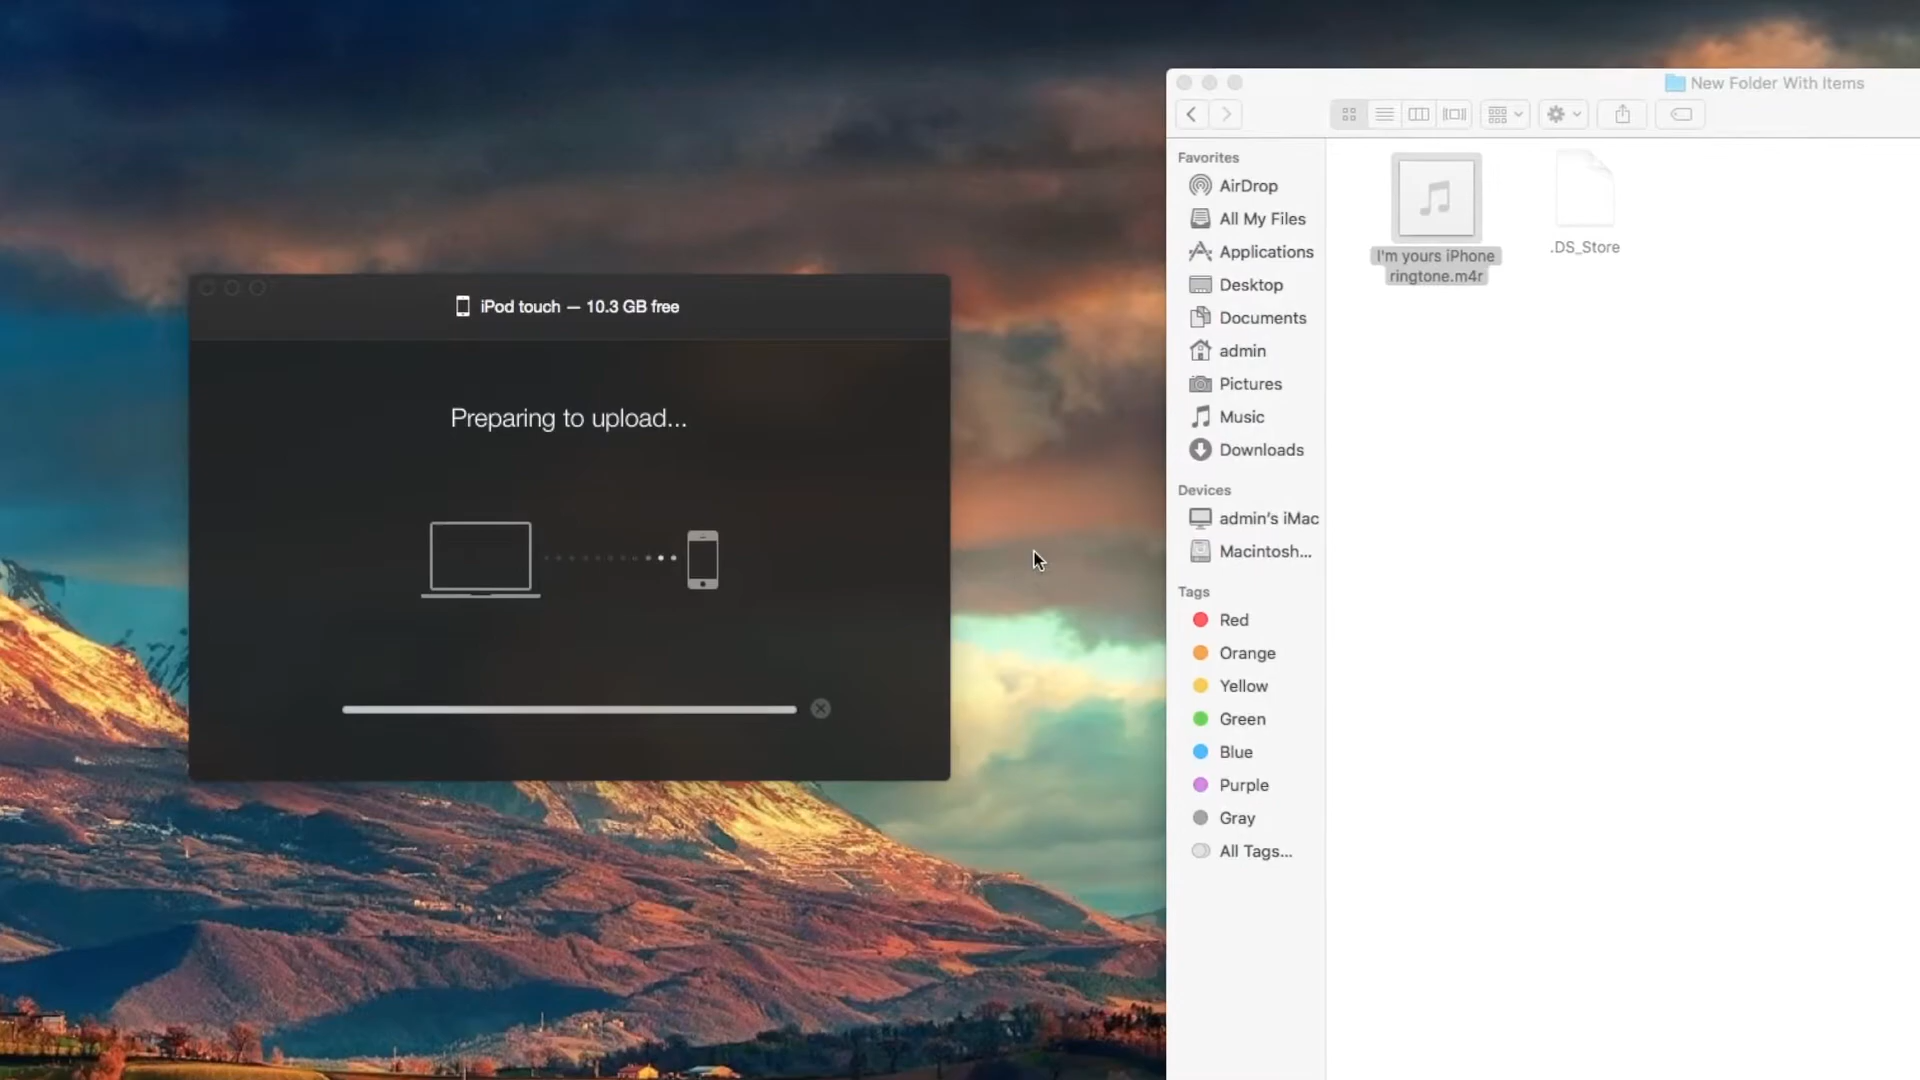 iPod touch — 10.3 GB free
Preparing to upload...
New Folder With Items
Favorites
AirDrop
All My Files
Applications
Desktop
Documents
admin
Pictures
Music
Downloads
Devices
admin's iMac
Macintosh...
Tags
Red
Orange
Yellow
Green
Blue
Purple
Gray
All Tags...
I'm yours iPhone
ringtone.m4r
.DS_Store